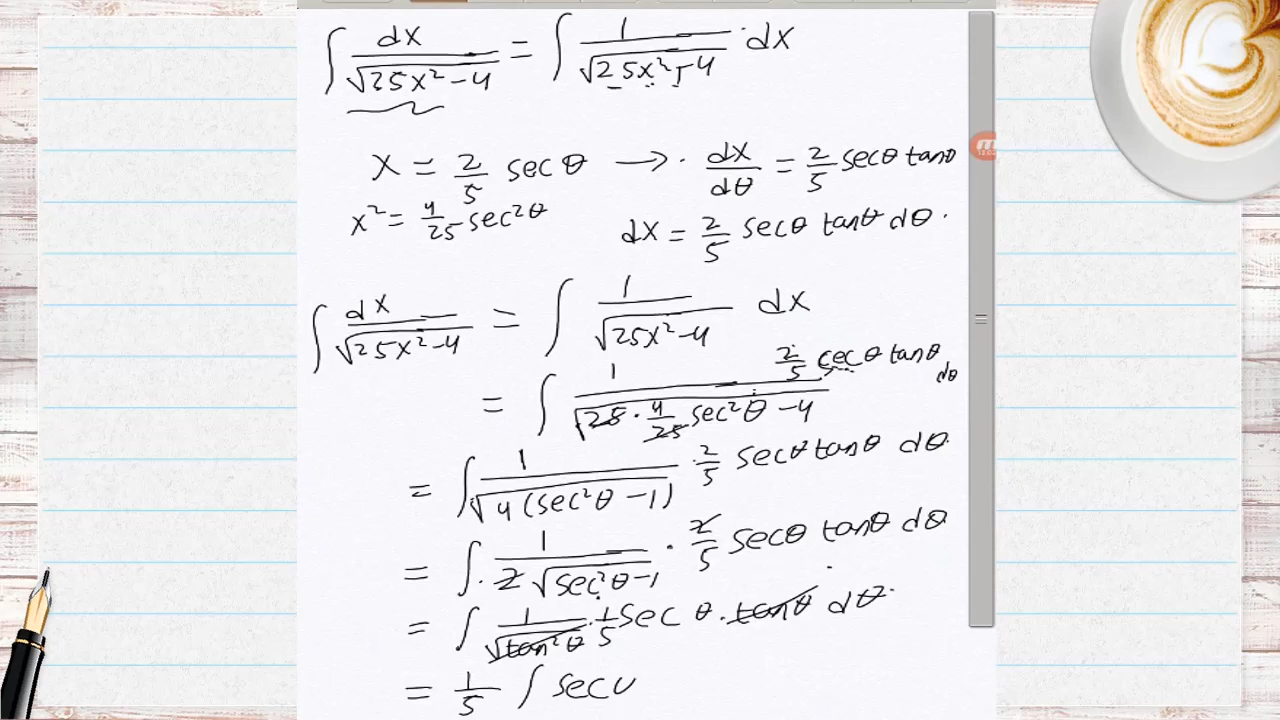 ∫ dx/√(25x² − 4) = ∫ 1/√(25x² − 4) · dx
x = 2/5 sec θ → · dx/dθ = 2/5 secθ tanθ
x² = 4/25 sec²θ
dx = 2/5 secθ tanθ dθ ·
∫ dx/√(25x² − 4) = ∫ 1/√(25x² − 4) dx
= ∫ 1/√(25 · 4/25 sec²θ − 4) 2/5 secθ tanθ dθ
= ∫ 1/√(4(sec²θ − 1)) · 2/5 secθ tanθ dθ
= ∫ · 1/(2√(sec²θ − 1)) · 2/5 secθ tanθ dθ
= ∫ 1/√(tan²θ) · 1/5 sec θ · tanθ dθ
= 1/5 ∫ sec